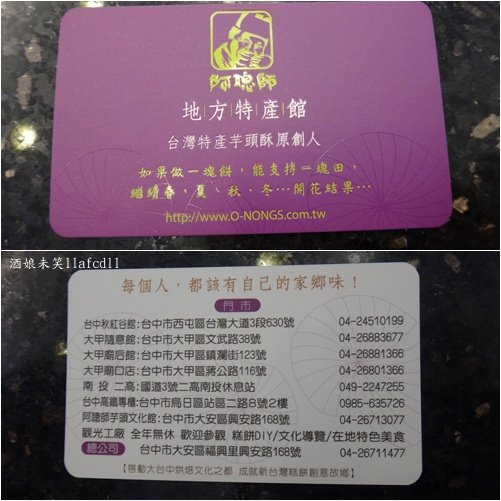 阿聰師
地方特產館
台灣特產芋頭酥原創人
如果做一塊餅，能支持一塊田，
繼續春、夏、秋、冬…開花結果…
http://www.O-NONGS.com.tw
酒娘未笑llafcdll
每個人，都該有自己的家鄉味！
門市
台中秋紅谷館:台中市西屯區台灣大道3段630號 04-24510199
大甲隨意館:台中市大甲區文武路38號 04-26883677
大甲廟后館:台中市大甲區鎮瀾街123號 04-26881366
大甲廟口店:台中市大甲區蔣公路116號 04-26801366
南投 二高:國道3號二高南投休息站 049-2247255
台中高鐵專櫃:台中市烏日區站區二路8號2樓 0985-635726
阿聰師芋頭文化館:台中市大安區興安路168號 04-26713077
觀光工廠 全年無休 歡迎參觀 糕餅DIY/文化導覽/在地特色美食
總公司 台中市大安區福興里興安路168號 04-26711477
【啓動大台中烘焙文化之都 成就新台灣糕餅創意故鄉】